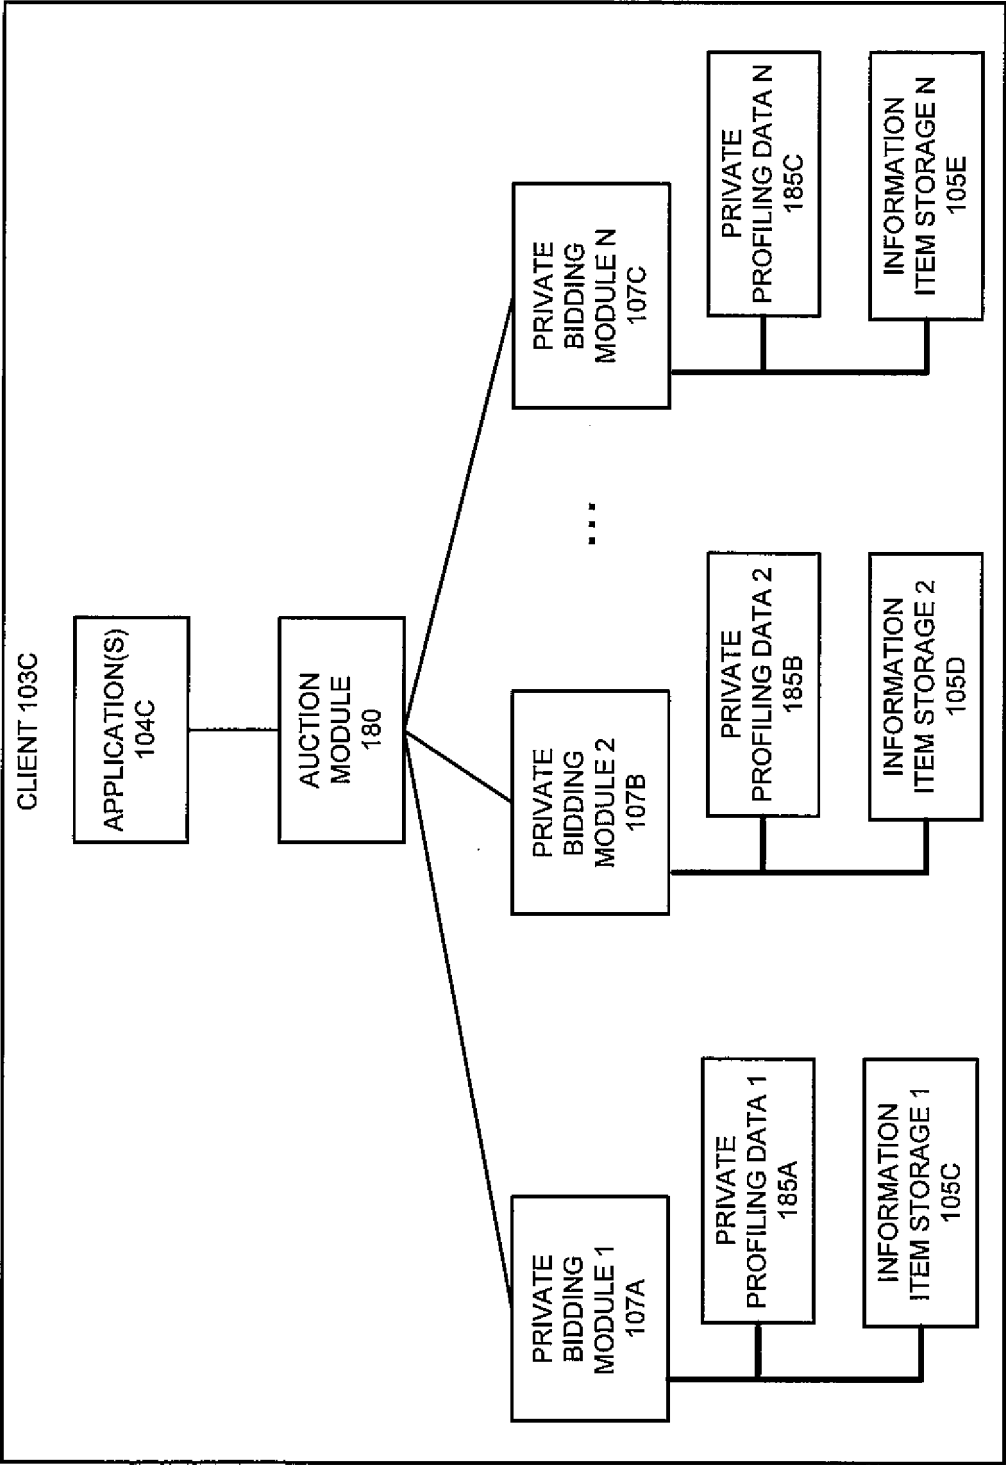 CLIENT 103C
APPLICATION(S)
104C
AUCTION
MODULE
180
PRIVATE
BIDDING
MODULE 1
107A
PRIVATE
BIDDING
MODULE 2
107B
...
PRIVATE
BIDDING
MODULE N
107C
PRIVATE
PROFILING DATA 1
185A
PRIVATE
PROFILING DATA 2
185B
PRIVATE
PROFILING DATA N
185C
INFORMATION
ITEM STORAGE 1
105C
INFORMATION
ITEM STORAGE 2
105D
INFORMATION
ITEM STORAGE N
105E